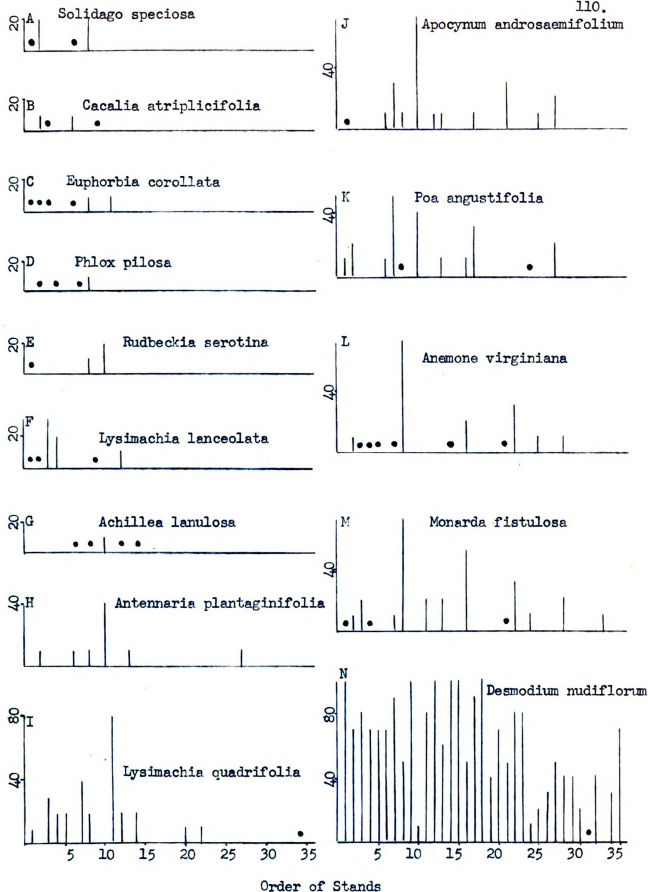 110.
A Solidago speciosa
20
B Cacalia atriplicifolia
20
C Euphorbia corollata
20
D Phlox pilosa
20
E Rudbeckia serotina
20
F Lysimachia lanceolata
20
G Achillea lanulosa
20
H Antennaria plantaginifolia
40
I Lysimachia quadrifolia
80
40
5 10 15 20 25 30 35
J Apocynum androsaemifolium
40
K Poa angustifolia
40
L Anemone virginiana
40
M Monarda fistulosa
40
N Desmodium nudiflorum
80
40
5 10 15 20 25 30 35
Order of Stands